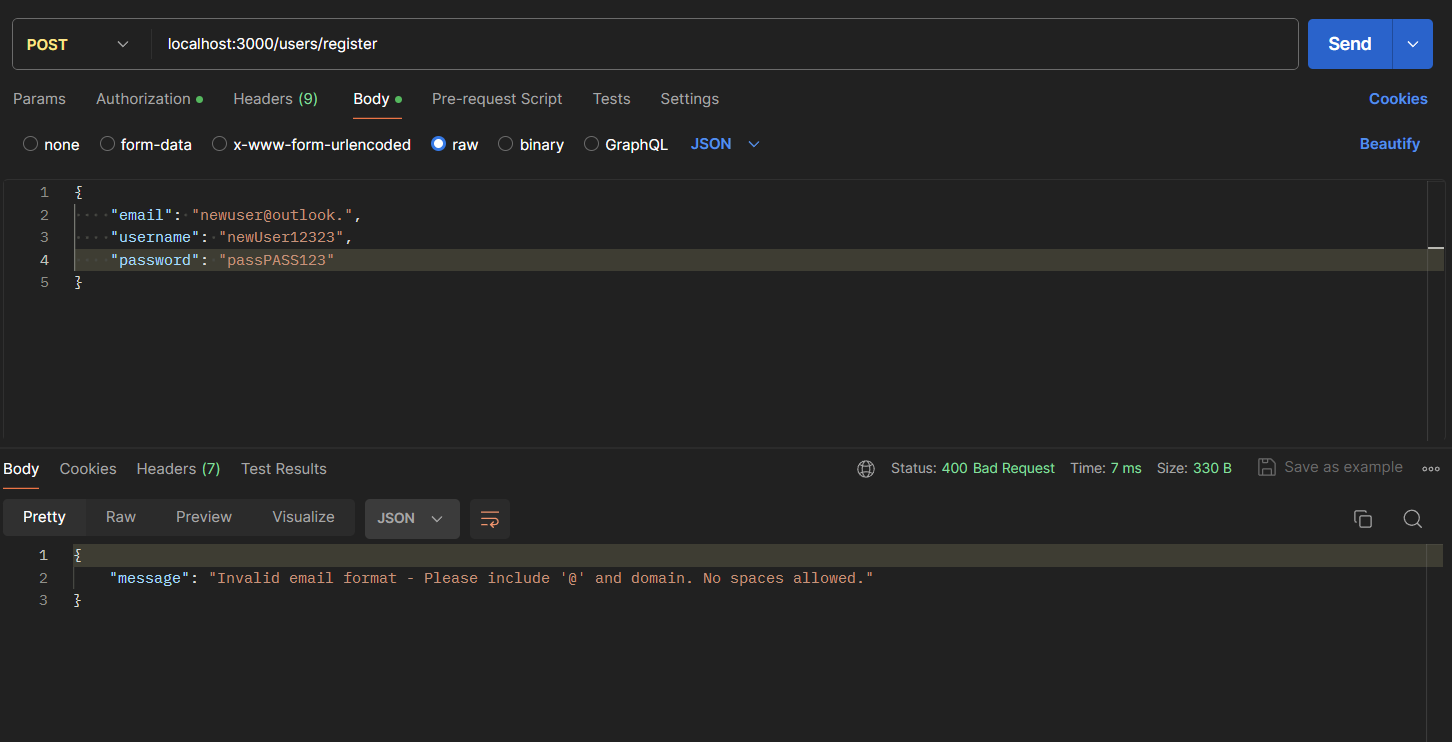 POST localhost:3000/users/register Send
Params Authorization Headers (9) Body Pre-request Script Tests Settings Cookies
none form-data x-www-form-urlencoded raw binary GraphQL JSON Beautify
1 {
2 "email": "newuser@outlook.",
3 "username": "newUser12323",
4 "password": "passPASS123"
5 }
Body Cookies Headers (7) Test Results Status: 400 Bad Request Time: 7 ms Size: 330 B Save as example
Pretty Raw Preview Visualize JSON
1 {
2 "message": "Invalid email format - Please include '@' and domain. No spaces allowed."
3 }